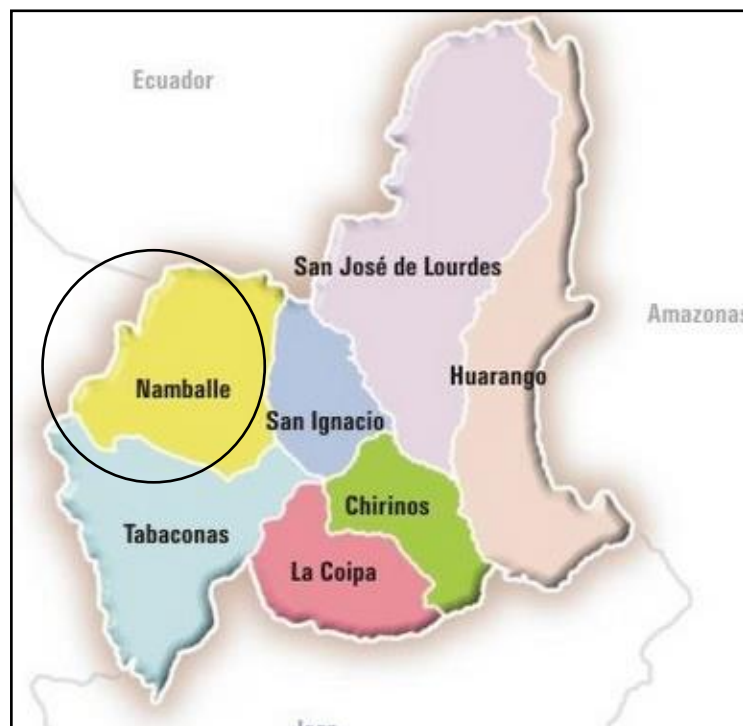 Ecuador
San José de Lourdes
Amazonas
Namballe
Huarango
San Ignacio
Chirinos
Tabaconas
La Coipa